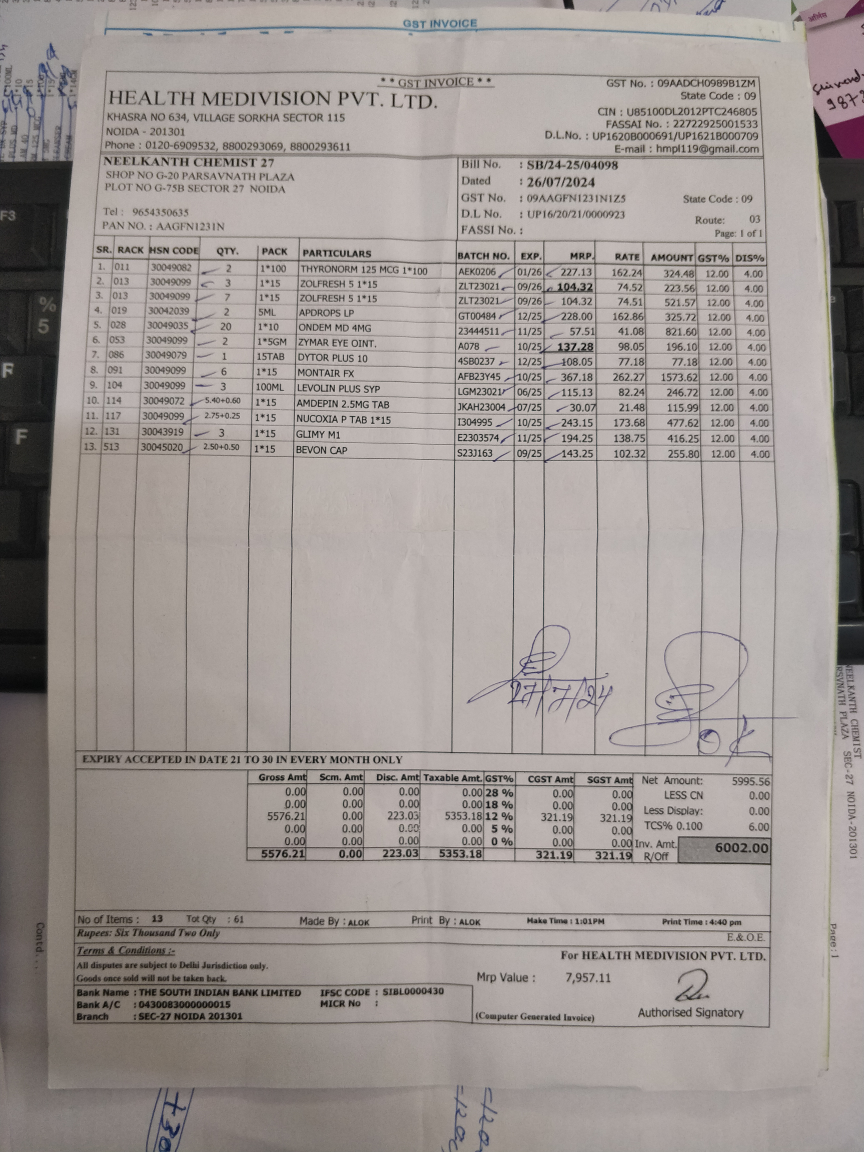 GST INVOICE
* * GST INVOICE * *
HEALTH MEDIVISION PVT. LTD.
KHASRA NO 634, VILLAGE SORKHA SECTOR 115
NOIDA - 201301
Phone : 0120-6909532, 8800293069, 8800293611
GST No. : 09AADCH0989B1ZM
State Code : 09
CIN : U85100DL2012PTC246805
FASSAI No. : 22722925001533
D.L.No. : UP1620B000691/UP1621B000709
E-mail : hmpl119@gmail.com
NEELKANTH CHEMIST 27
SHOP NO G-20 PARSAVNATH PLAZA
PLOT NO G-75B SECTOR 27 NOIDA
Tel : 9654350635
PAN NO. : AAGFN1231N
Bill No. : SB/24-25/04098
Dated : 26/07/2024
GST No. : 09AAGFN1231N1Z5 State Code : 09
D.L No. : UP16/20/21/0000923
Route: 03
FASSI No. :
Page: 1 of 1
SR. RACK HSN CODE QTY. PACK PARTICULARS BATCH NO. EXP. MRP. RATE AMOUNT GST% DIS%
1. 011 30049082 2 1*100 THYRONORM 125 MCG 1*100 AEK0206 01/26 227.13 162.24 324.48 12.00 4.00
2. 013 30049099 3 1*15 ZOLFRESH 5 1*15 ZLT23021 09/26 104.32 74.52 223.56 12.00 4.00
3. 013 30049099 7 1*15 ZOLFRESH 5 1*15 ZLT23021 09/26 104.32 74.51 521.57 12.00 4.00
4. 019 30042039 2 5ML APDROPS LP GT00484 12/25 228.00 162.86 325.72 12.00 4.00
5. 028 30049035 20 1*10 ONDEM MD 4MG 23444511 11/25 57.51 41.08 821.60 12.00 4.00
6. 053 30049099 2 1*5GM ZYMAR EYE OINT. A078 10/25 137.28 98.05 196.10 12.00 4.00
7. 086 30049079 1 15TAB DYTOR PLUS 10 4SB0237 12/25 108.05 77.18 77.18 12.00 4.00
8. 091 30049099 6 1*15 MONTAIR FX AFB23Y45 10/25 367.18 262.27 1573.62 12.00 4.00
9. 104 30049099 3 100ML LEVOLIN PLUS SYP LGM23021 06/25 115.13 82.24 246.72 12.00 4.00
10. 114 30049072 5.40+0.60 1*15 AMDEPIN 2.5MG TAB JKAH23004 07/25 30.07 21.48 115.99 12.00 4.00
11. 117 30049099 2.75+0.25 1*15 NUCOXIA P TAB 1*15 I304995 10/25 243.15 173.68 477.62 12.00 4.00
12. 131 30043919 3 1*15 GLIMY M1 E2303574 11/25 194.25 138.75 416.25 12.00 4.00
13. 513 30045020 2.50+0.50 1*15 BEVON CAP S23J163 09/25 143.25 102.32 255.80 12.00 4.00
27/7/24
OK
EXPIRY ACCEPTED IN DATE 21 TO 30 IN EVERY MONTH ONLY
Gross Amt Scm. Amt Disc. Amt Taxable Amt. GST% CGST Amt SGST Amt
0.00 0.00 0.00 0.00 28 % 0.00 0.00
0.00 0.00 0.00 0.00 18 % 0.00 0.00
5576.21 0.00 223.03 5353.18 12 % 321.19 321.19
0.00 0.00 0.00 0.00 5 % 0.00 0.00
0.00 0.00 0.00 0.00 0 % 0.00 0.00
5576.21 0.00 223.03 5353.18 321.19 321.19
Net Amount: 5995.56
LESS CN 0.00
Less Display: 0.00
TCS% 0.100 6.00
Inv. Amt. 6002.00
R/Off
No of Items : 13 Tot Qty : 61 Made By : ALOK Print By : ALOK Make Time : 1:01PM Print Time : 4:40 pm
Rupees: Six Thousand Two Only
E.& O.E.
Terms & Conditions :-
All disputes are subject to Delhi Jurisdiction only.
Goods once sold will not be taken back.
For HEALTH MEDIVISION PVT. LTD.
Mrp Value : 7,957.11
Bank Name : THE SOUTH INDIAN BANK LIMITED IFSC CODE : SIBL0000430
Bank A/C : 0430083000000015 MICR No :
Branch : SEC-27 NOIDA 201301
(Computer Generated Invoice)
Authorised Signatory
NEELKANTH CHEMIST
PLAZA SEC-27 NOIDA-201301
Contd...
Page:1
F3
%
5
F
F